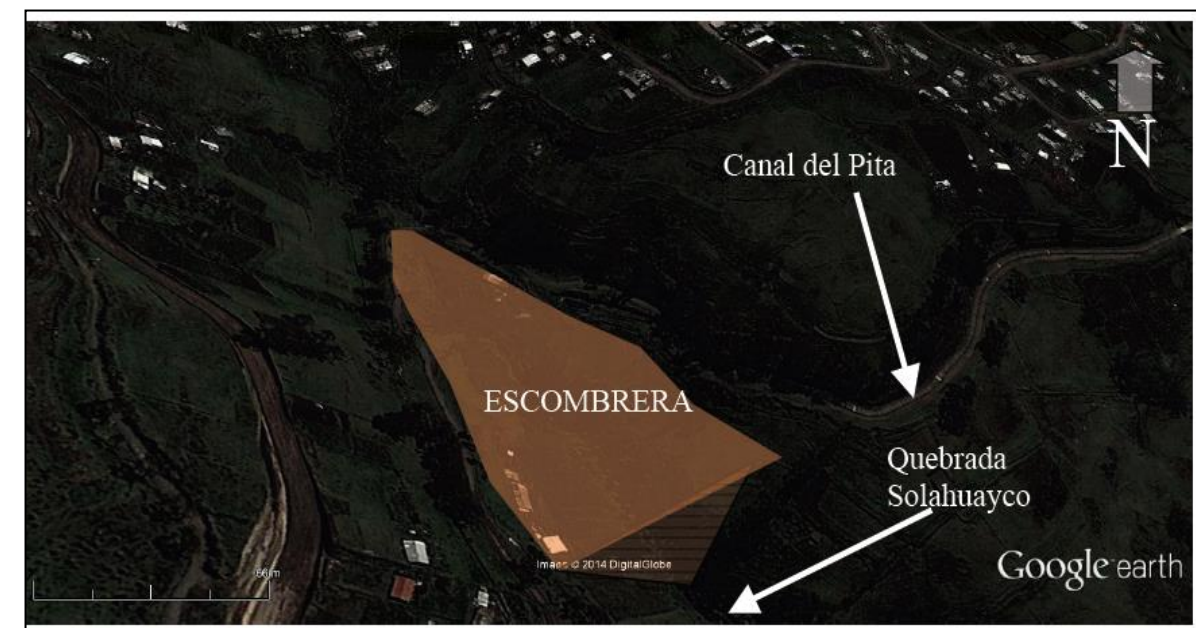 N
Canal del Pita
ESCOMBRERA
Quebrada
Solahuayco
Image © 2014 DigitalGlobe
Google earth